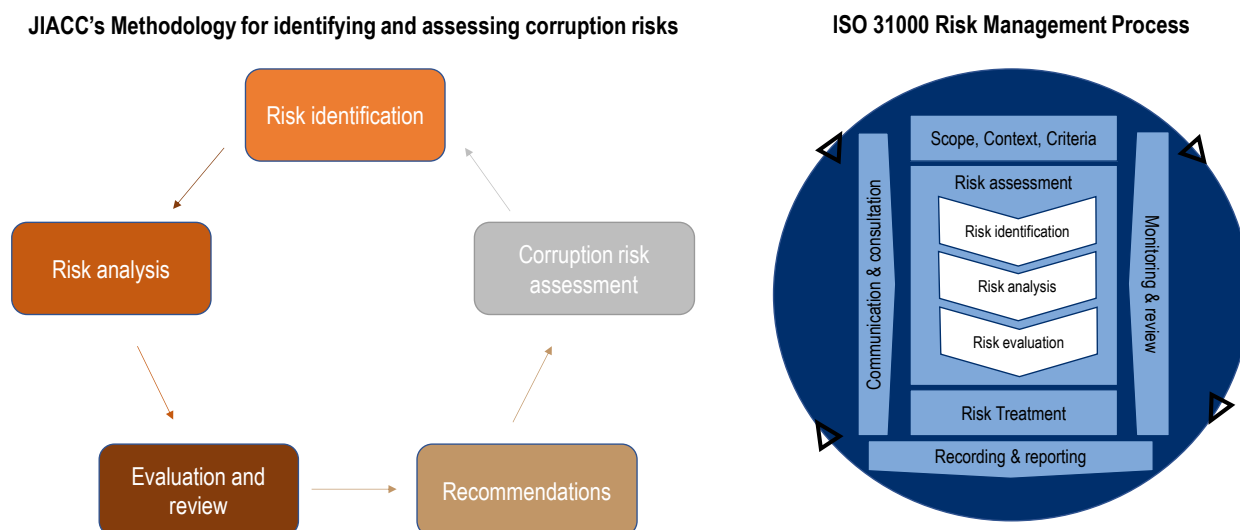 JIACC's Methodology for identifying and assessing corruption risks
Risk identification
Risk analysis
Evaluation and
review
Recommendations
Corruption risk
assessment
ISO 31000 Risk Management Process
Scope, Context, Criteria
Risk assessment
Risk identification
Risk analysis
Risk evaluation
Risk Treatment
Communication & consultation
Monitoring & review
Recording & reporting